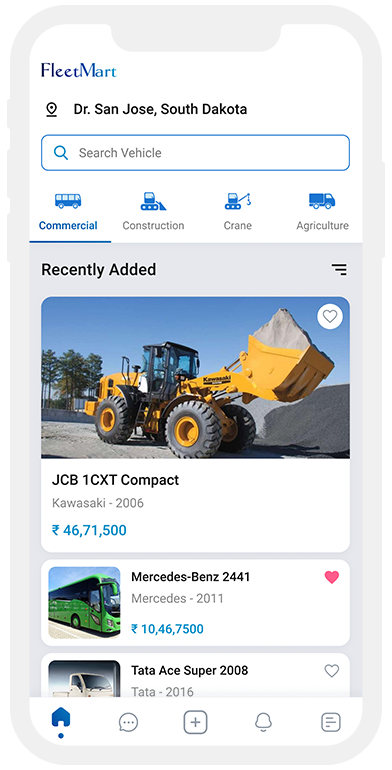 FleetMart
Dr. San Jose, South Dakota
Search Vehicle
Commercial Construction Crane Agriculture
Recently Added
Kawasaki
JCB 1CXT Compact
Kawasaki - 2006
₹ 46,71,500
Mercedes-Benz 2441
Mercedes - 2011
₹ 10,46,7500
Tata Ace Super 2008
Tata - 2016